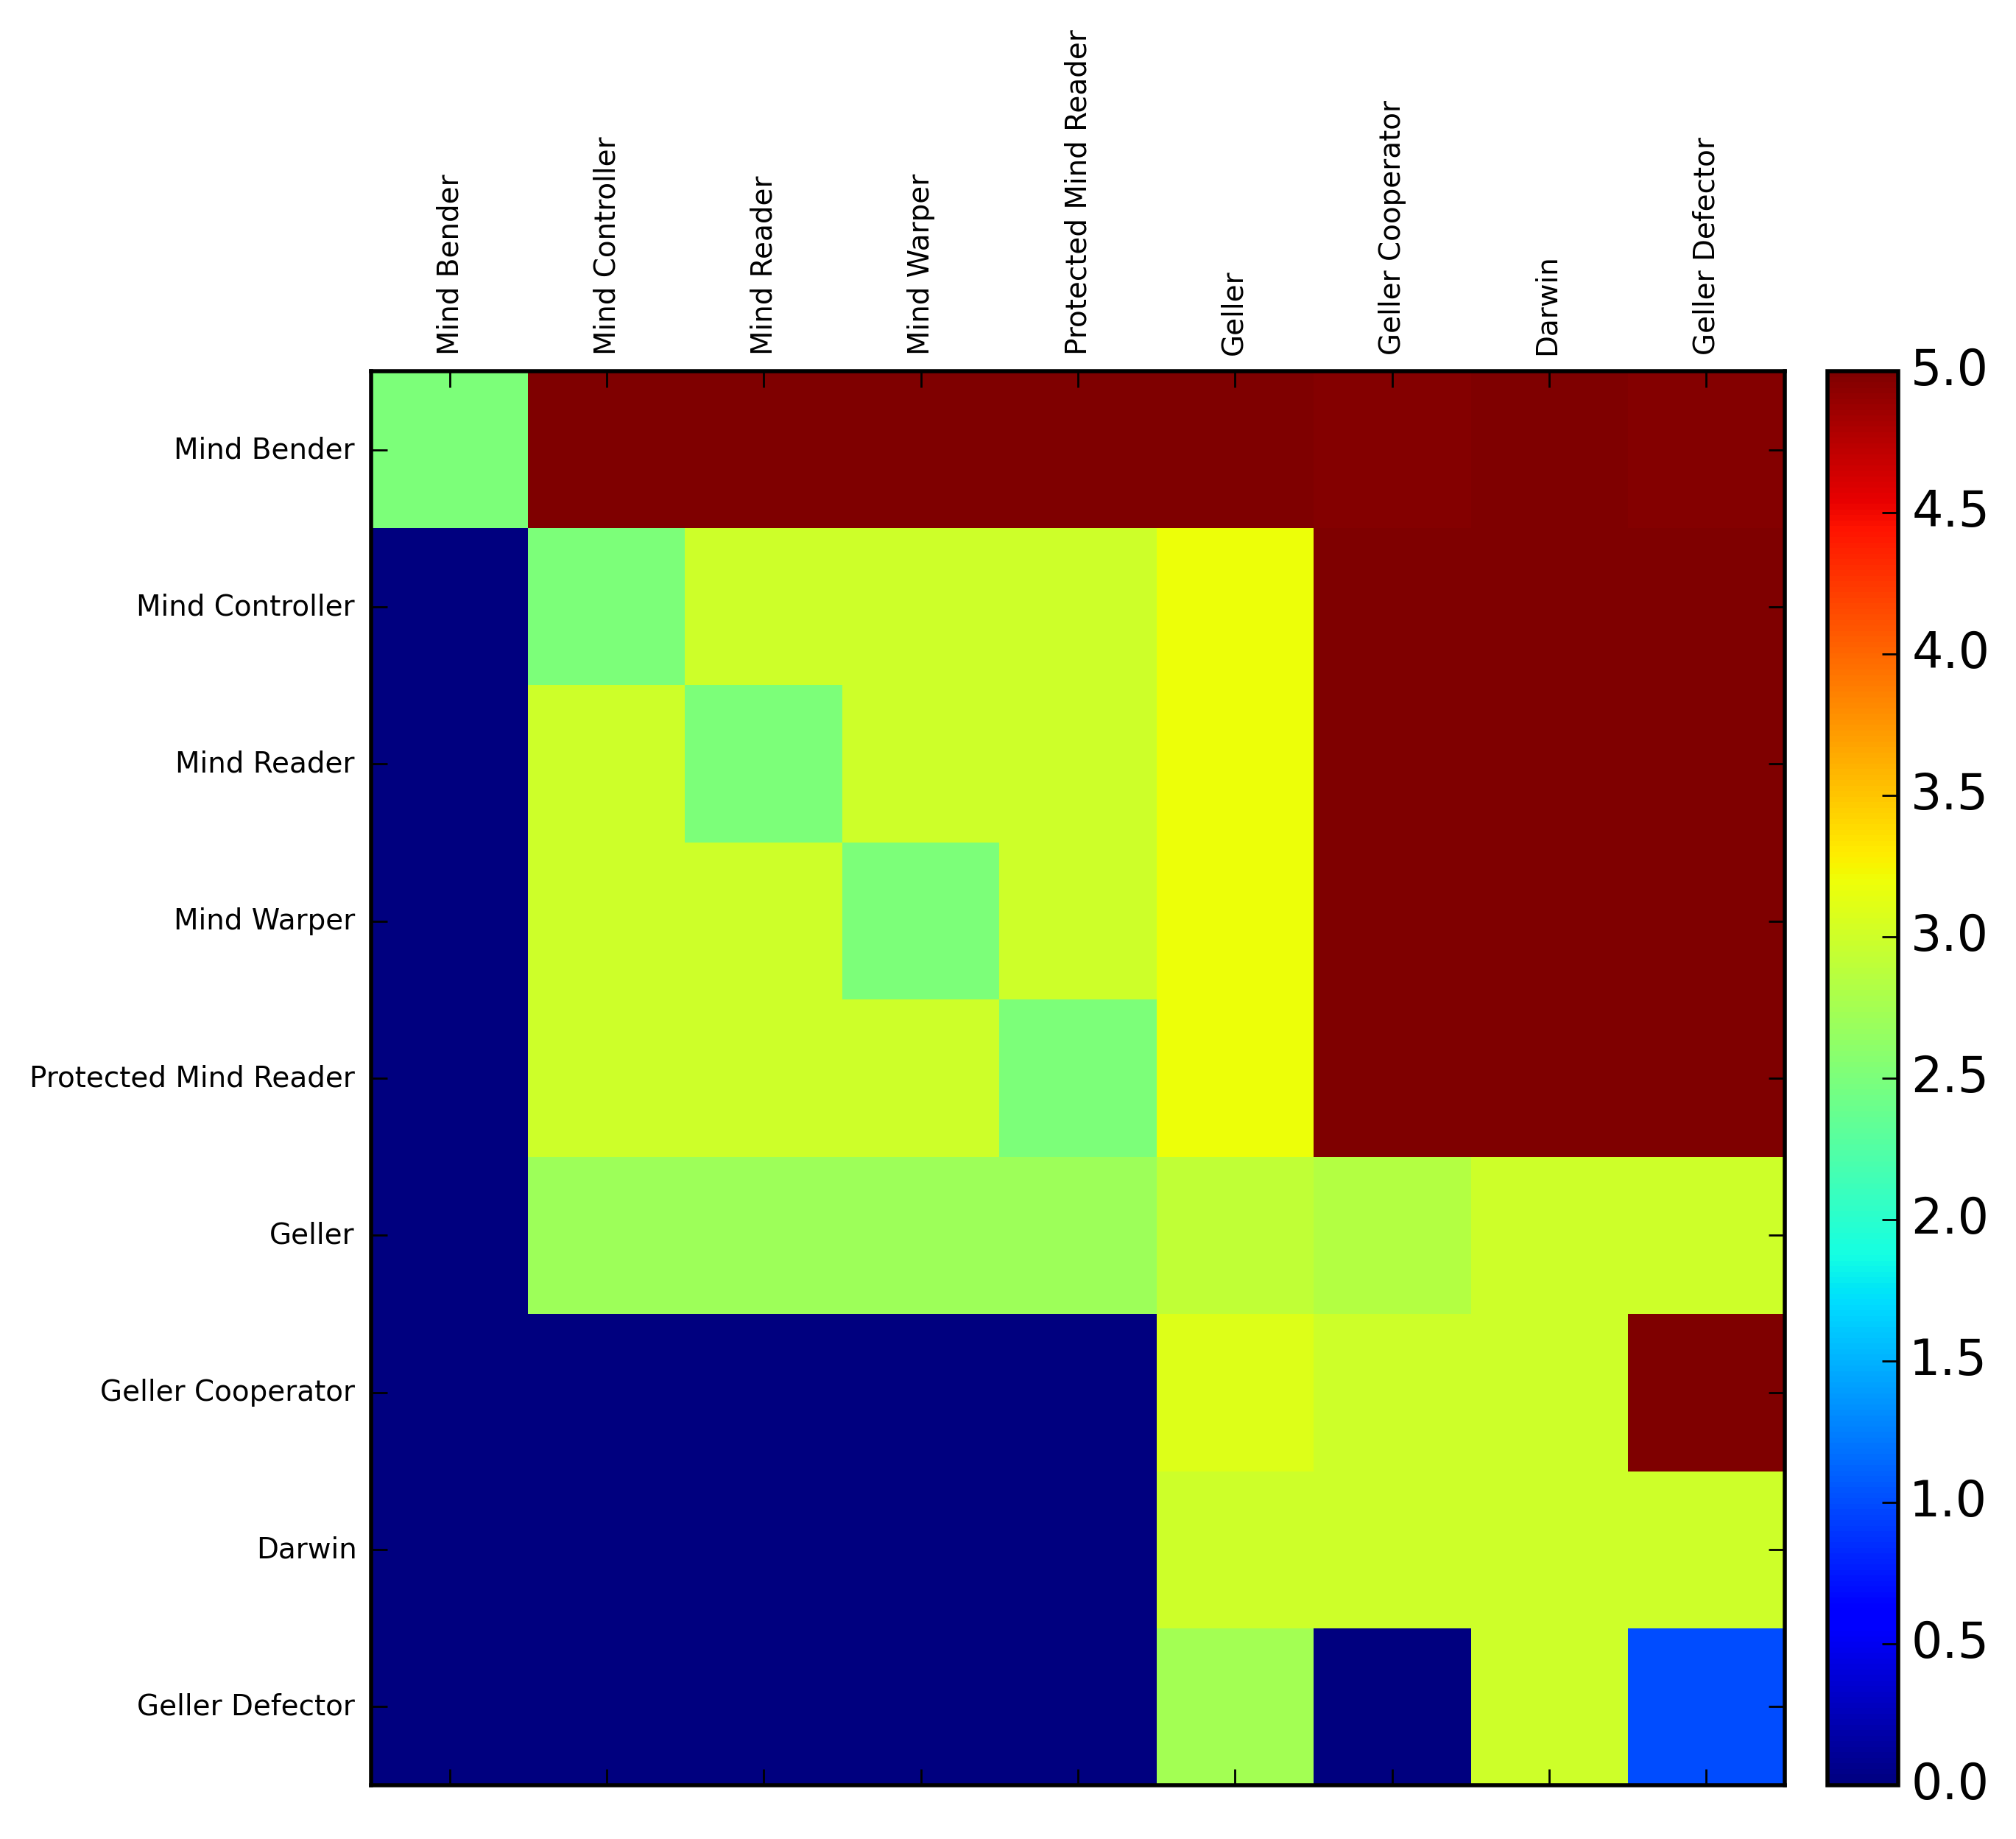 Mind Bender
Mind Controller
Mind Reader
Mind Warper
Protected Mind Reader
Geller
Geller Cooperator
Darwin
Geller Defector
Mind Bender
Mind Controller
Mind Reader
Mind Warper
Protected Mind Reader
Geller
Geller Cooperator
Darwin
Geller Defector
5.0
4.5
4.0
3.5
3.0
2.5
2.0
1.5
1.0
0.5
0.0